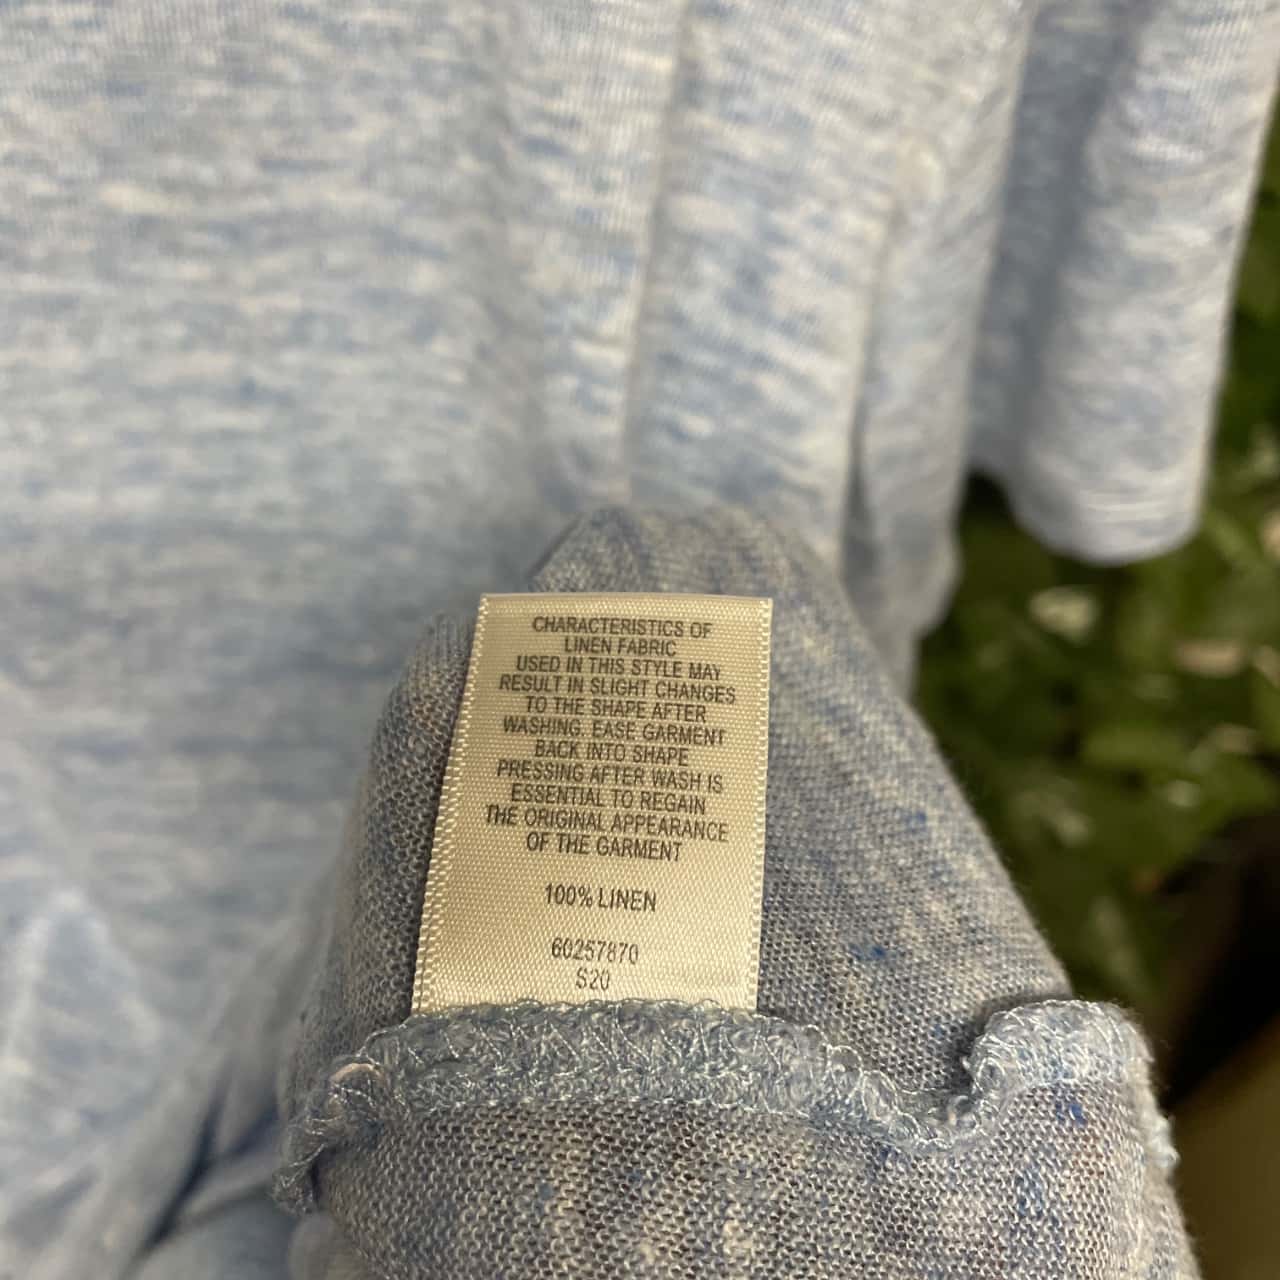 CHARACTERISTICS OF
LINEN FABRIC
USED IN THIS STYLE MAY
RESULT IN SLIGHT CHANGES
TO THE SHAPE AFTER
WASHING. EASE GARMENT
BACK INTO SHAPE
PRESSING AFTER WASH IS
ESSENTIAL TO REGAIN
THE ORIGINAL APPEARANCE
OF THE GARMENT
100% LINEN
60257870
S20